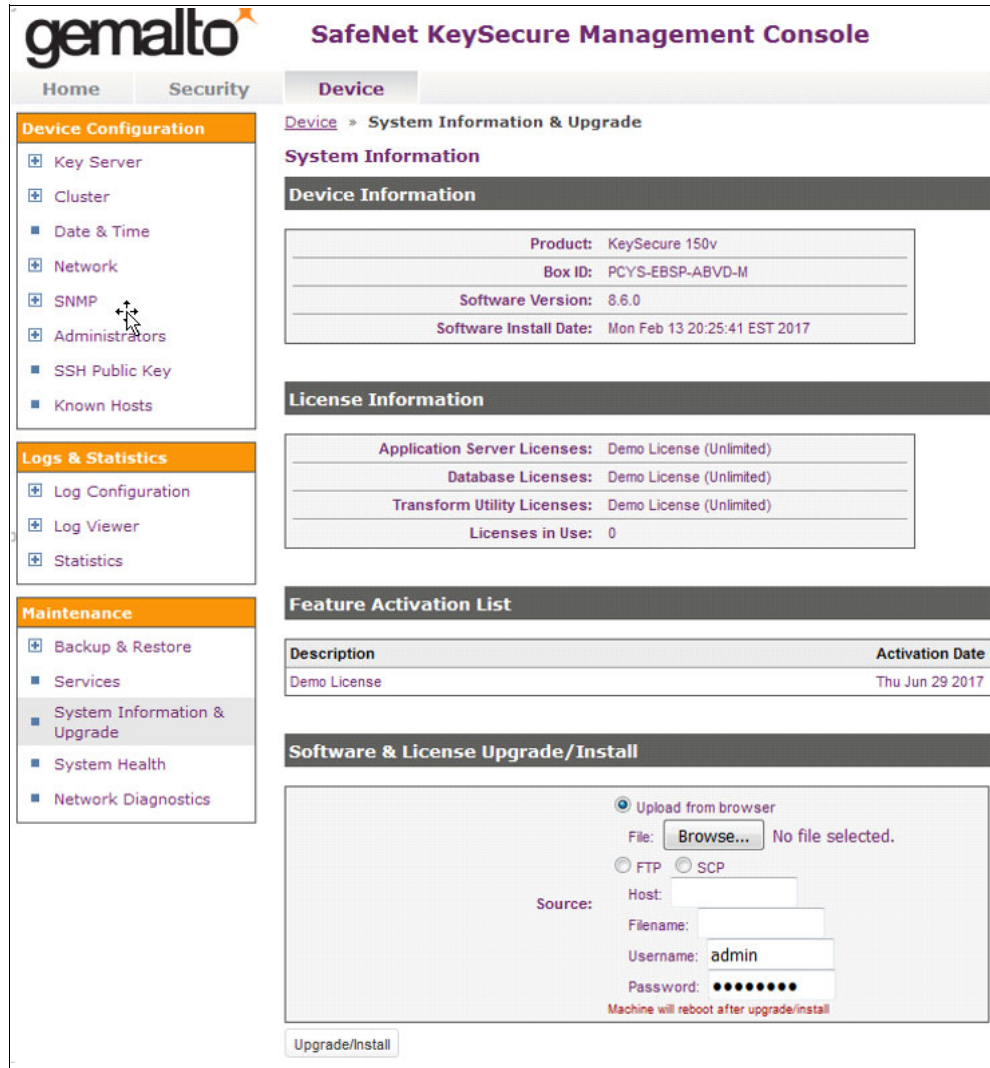 gemalto
SafeNet KeySecure Management Console
Home Security Device
Device Configuration
Key Server
Cluster
Date & Time
Network
SNMP
Administrators
SSH Public Key
Known Hosts
Logs & Statistics
Log Configuration
Log Viewer
Statistics
Maintenance
Backup & Restore
Services
System Information &
Upgrade
System Health
Network Diagnostics
Device » System Information & Upgrade
System Information
Device Information
Product: KeySecure 150v
Box ID: PCYS-EBSP-ABVD-M
Software Version: 8.6.0
Software Install Date: Mon Feb 13 20:25:41 EST 2017
License Information
Application Server Licenses: Demo License (Unlimited)
Database Licenses: Demo License (Unlimited)
Transform Utility Licenses: Demo License (Unlimited)
Licenses in Use: 0
Feature Activation List
Description Activation Date
Demo License Thu Jun 29 2017
Software & License Upgrade/Install
Source:
Upload from browser
File: Browse... No file selected.
FTP SCP
Host:
Filename:
Username: admin
Password: ●●●●●●●●
Machine will reboot after upgrade/install
Upgrade/Install